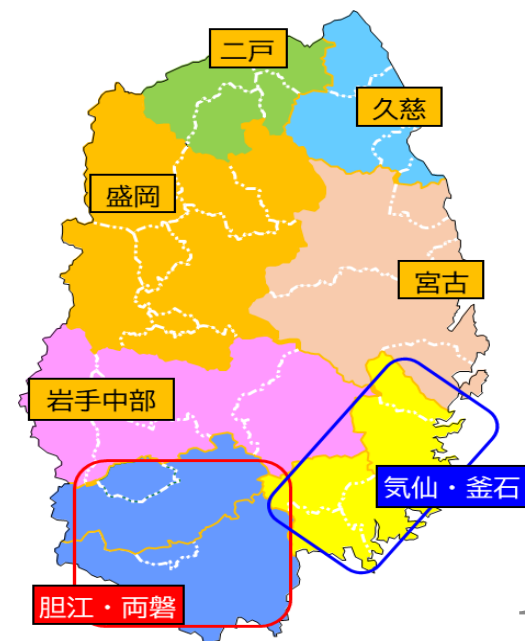 二戸
久慈
盛岡
宮古
岩手中部
気仙・釜石
胆江・両磐